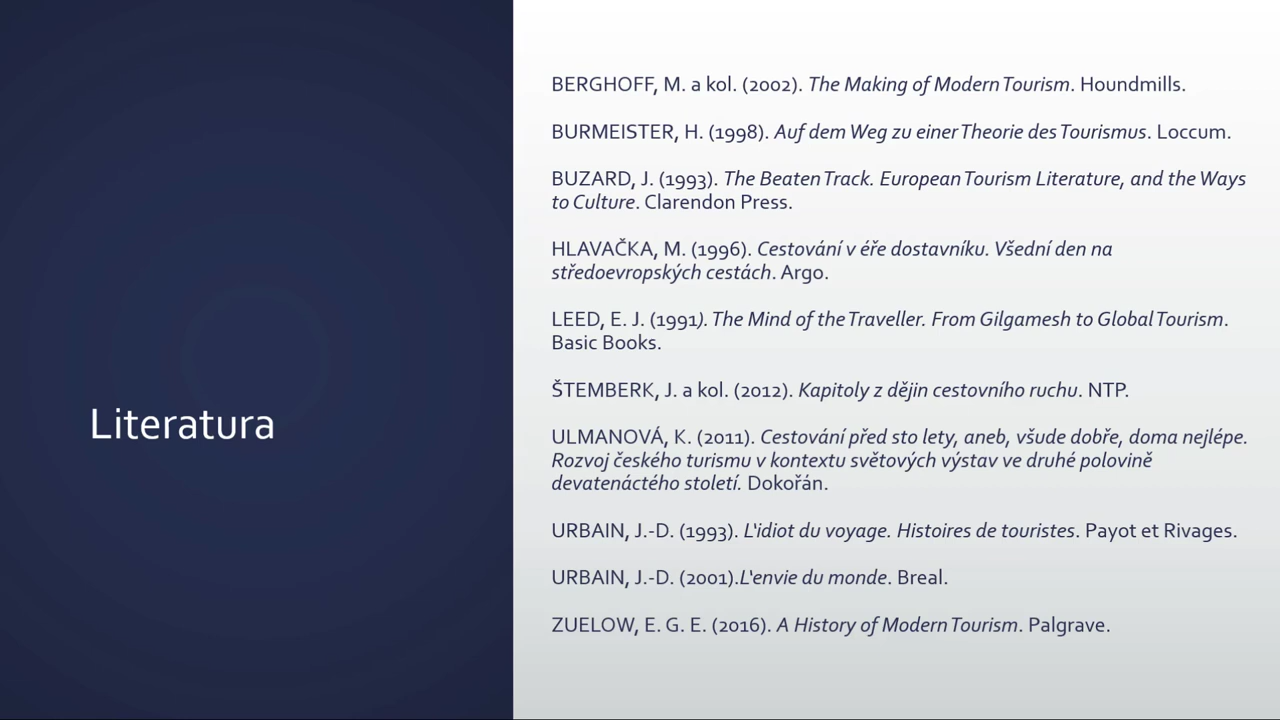 Literatura
BERGHOFF, M. a kol. (2002). The Making of Modern Tourism. Houndmills.
BURMEISTER, H. (1998). Auf dem Weg zu einer Theorie des Tourismus. Loccum.
BUZARD, J. (1993). The Beaten Track. European Tourism Literature, and the Ways
to Culture. Clarendon Press.
HLAVAČKA, M. (1996). Cestování v éře dostavníku. Všední den na
středoevropských cestách. Argo.
LEED, E. J. (1991). The Mind of the Traveller. From Gilgamesh to Global Tourism.
Basic Books.
ŠTEMBERK, J. a kol. (2012). Kapitoly z dějin cestovního ruchu. NTP.
ULMANOVÁ, K. (2011). Cestování před sto lety, aneb, všude dobře, doma nejlépe.
Rozvoj českého turismu v kontextu světových výstav ve druhé polovině
devatenáctého století. Dokořán.
URBAIN, J.-D. (1993). L‘idiot du voyage. Histoires de touristes. Payot et Rivages.
URBAIN, J.-D. (2001).L‘envie du monde. Breal.
ZUELOW, E. G. E. (2016). A History of Modern Tourism. Palgrave.